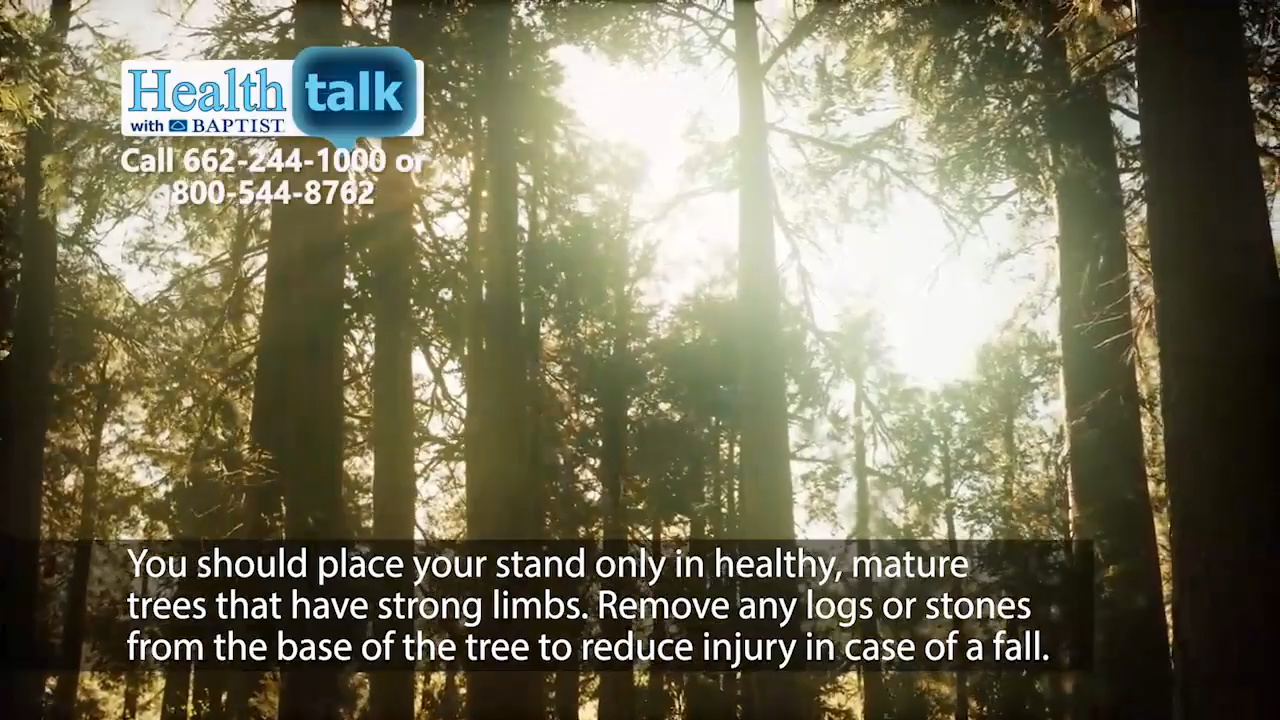 Health talk
with BAPTIST
Call 662-244-1000 or
800-544-8762
You should place your stand only in healthy, mature
trees that have strong limbs. Remove any logs or stones
from the base of the tree to reduce injury in case of a fall.